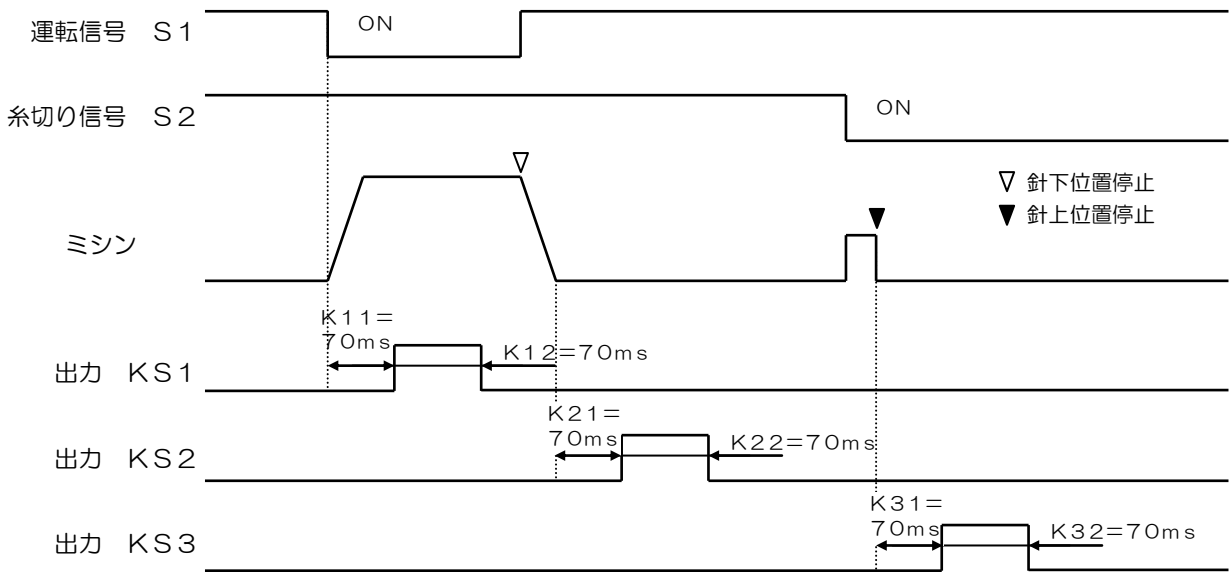 運転信号 S1
ON
糸切り信号 S2
ON
▽ 針下位置停止
▼ 針上位置停止
ミシン
K11=
70ms
K12=70ms
出力 KS1
K21=
70ms
K22=70ms
出力 KS2
K31=
70ms
K32=70ms
出力 KS3